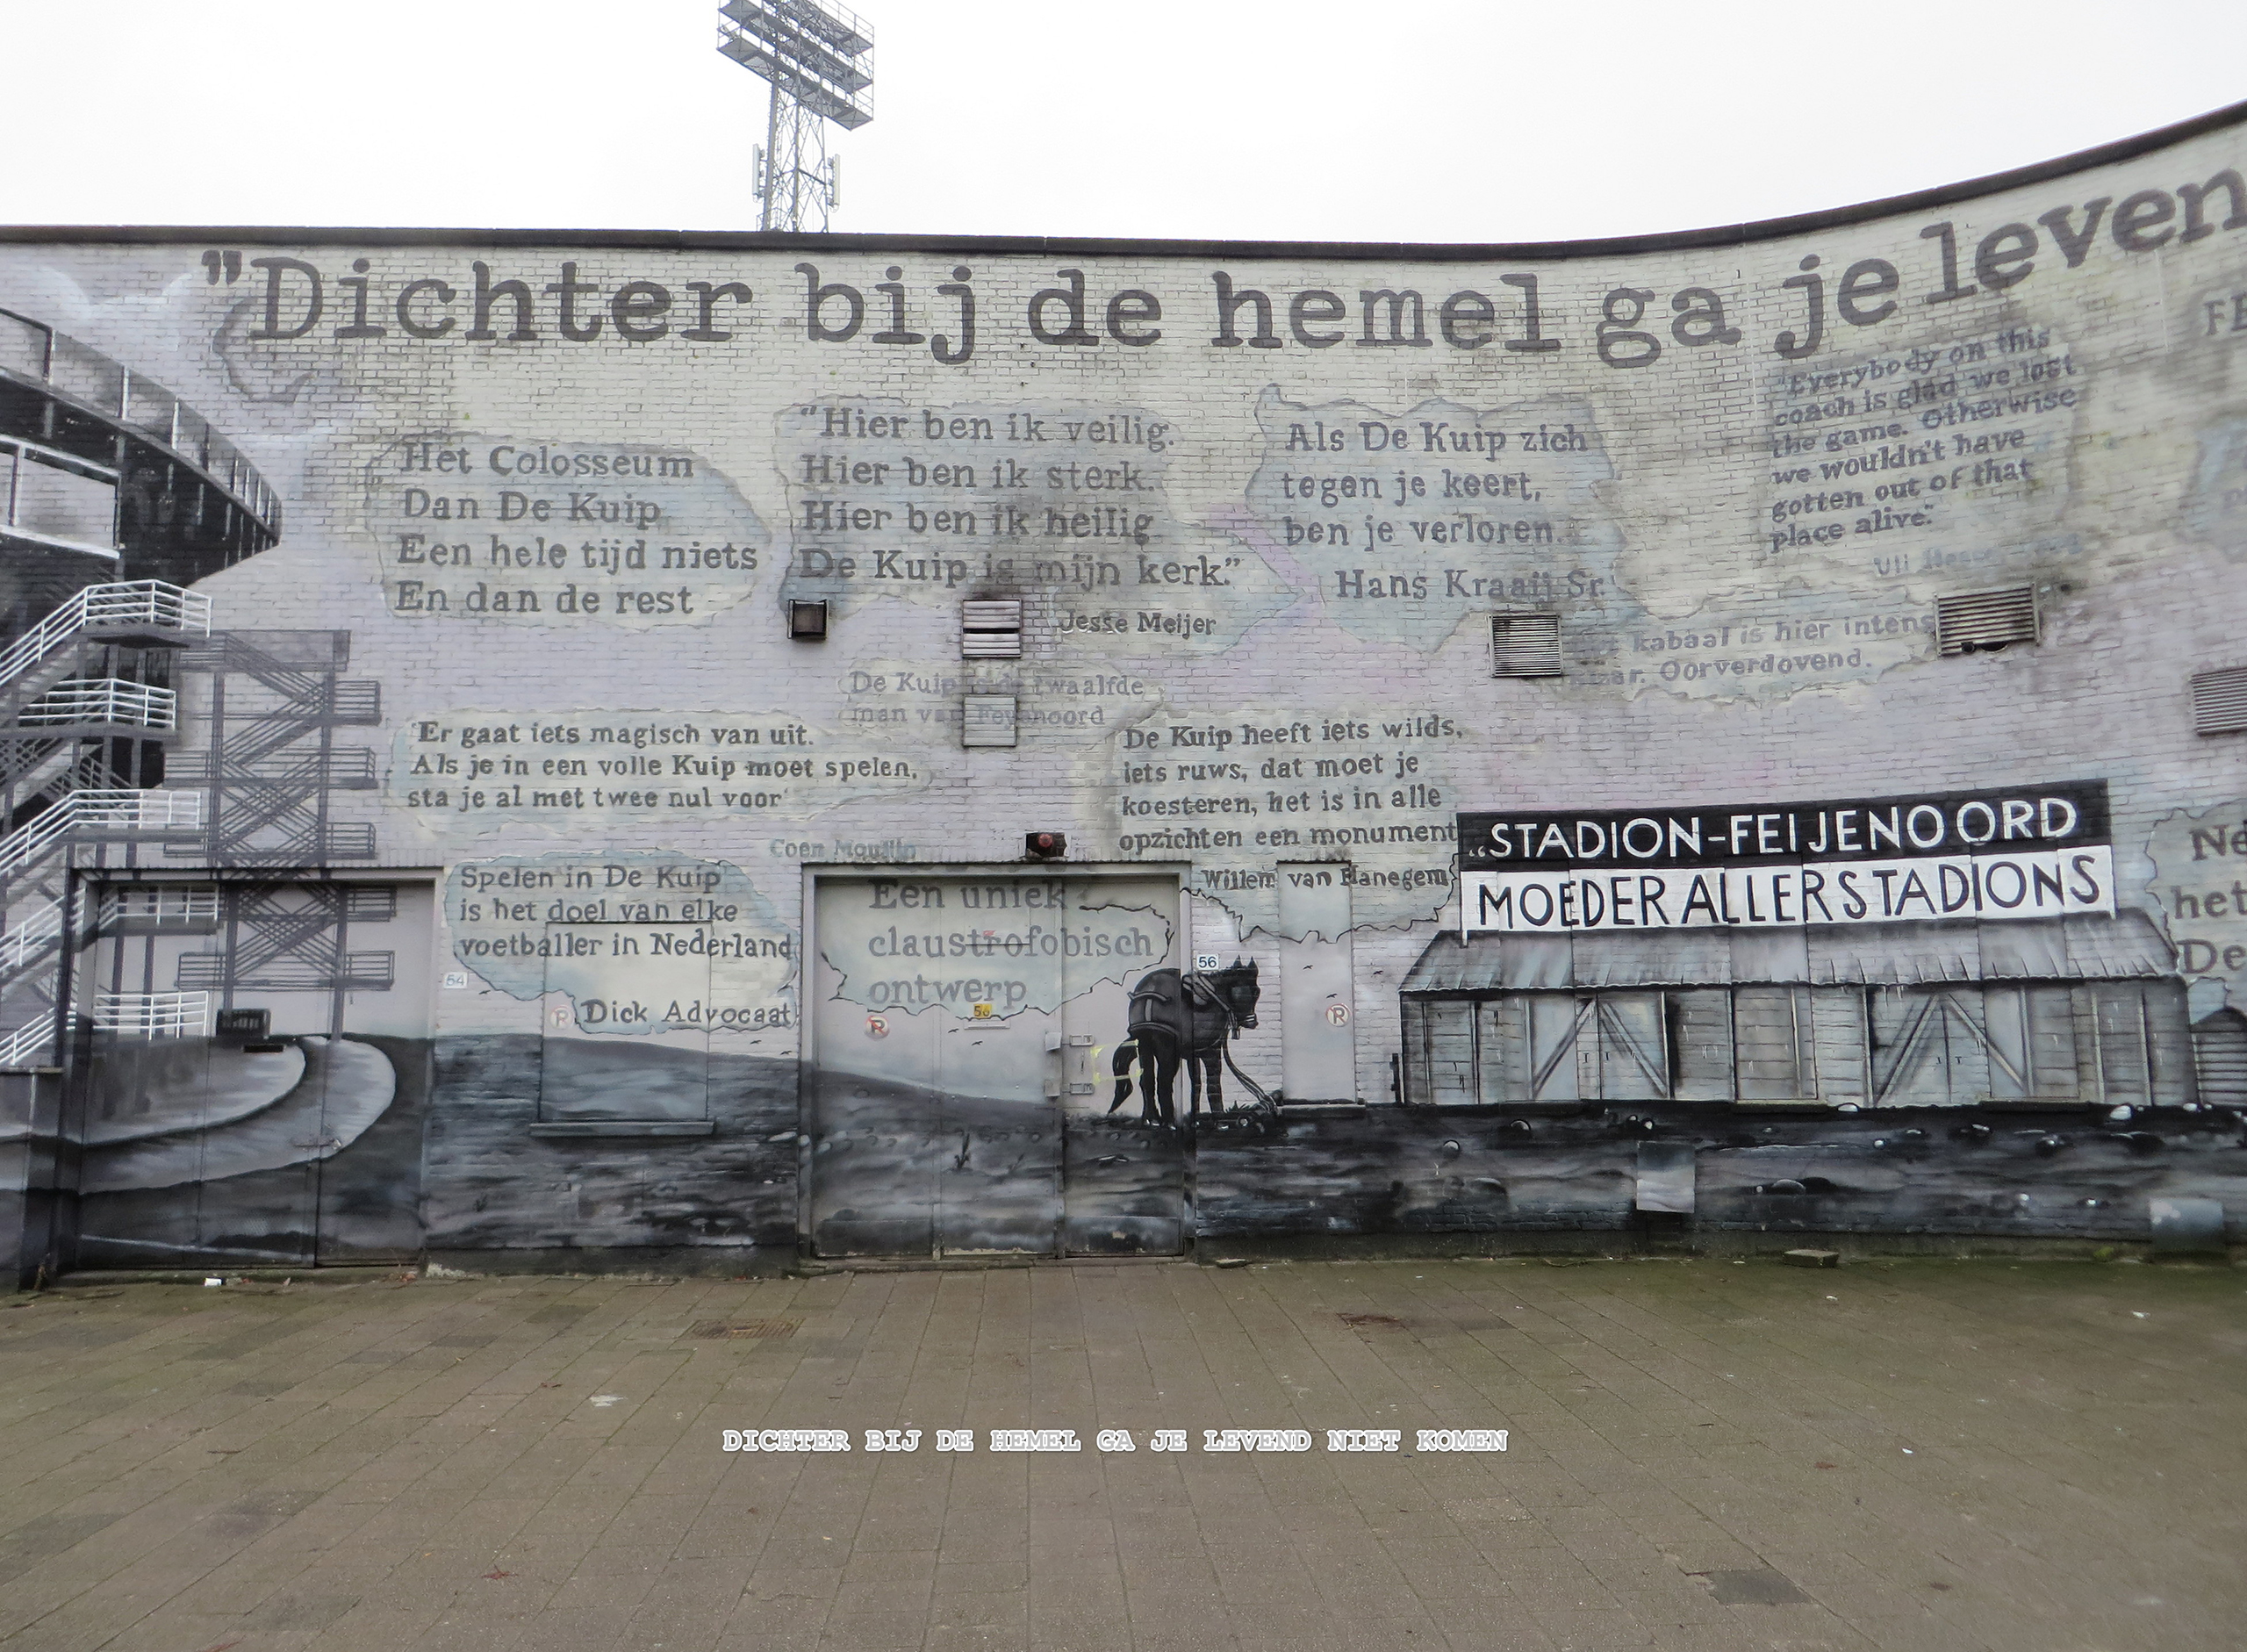 "Dichter bij de hemel ga je leven
FE
Het Colosseum
Dan De Kuip
Een hele tijd niets
En dan de rest
"Hier ben ik veilig.
Hier ben ik sterk.
Hier ben ik heilig
De Kuip is mijn kerk."
Jesse Meijer
Als De Kuip zich
tegen je keert,
ben je verloren.
Hans Kraaij Sr.
"Everybody on this
coach is glad we lost
the game. Otherwise
we wouldn't have
gotten out of that
place alive."
Uli
kabaal is hier intens
Oorverdovend.
De Kuip is de twaalfde
man van Feyenoord
'Er gaat iets magisch van uit.
Als je in een volle Kuip moet spelen,
sta je al met twee nul voor'
Coen Moulijn
De Kuip heeft iets wilds,
iets ruws, dat moet je
koesteren, het is in alle
opzichten een monument
Willem van Hanegem
Spelen in De Kuip
is het doel van elke
voetballer in Nederland
Dick Advocaat
Een uniek
claustrofobisch
ontwerp
„STADION-FEIJENOORD
MOEDER ALLER STADIONS
Ne
het
De
54
56
56
DICHTER BIJ DE HEMEL GA JE LEVEND NIET KOMEN